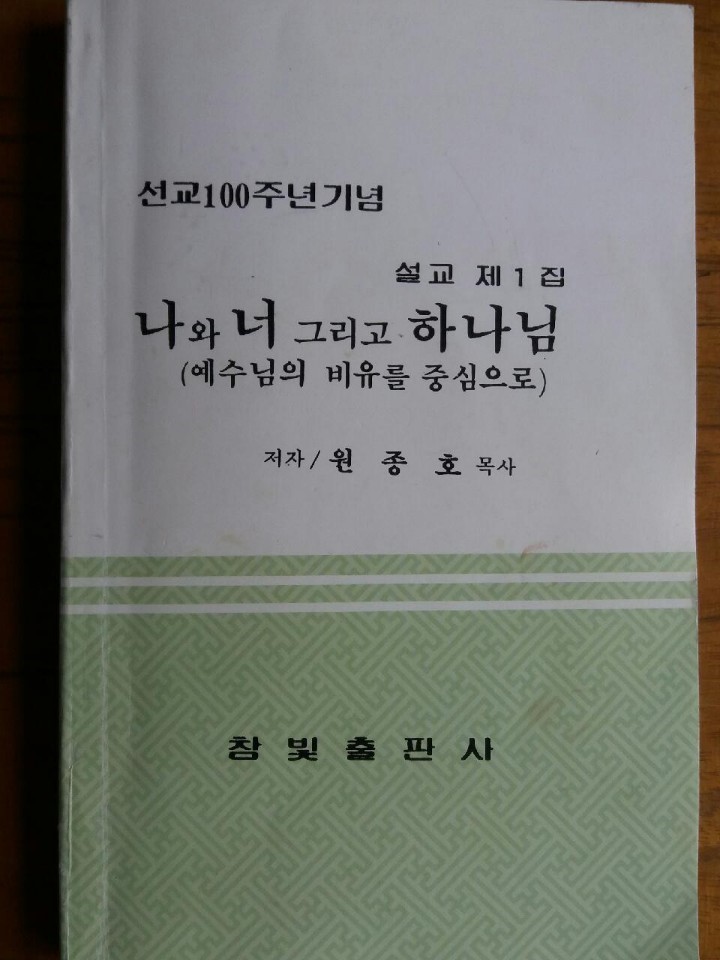 선교100주년기념
설교 제1집
나와 너 그리고 하나님
(예수님의 비유를 중심으로)
저자/ 원 종 호 목사
참 빛 출 판 사